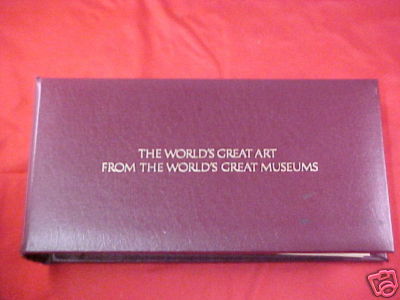 THE WORLD'S GREAT ART
FROM THE WORLD'S GREAT MUSEUMS